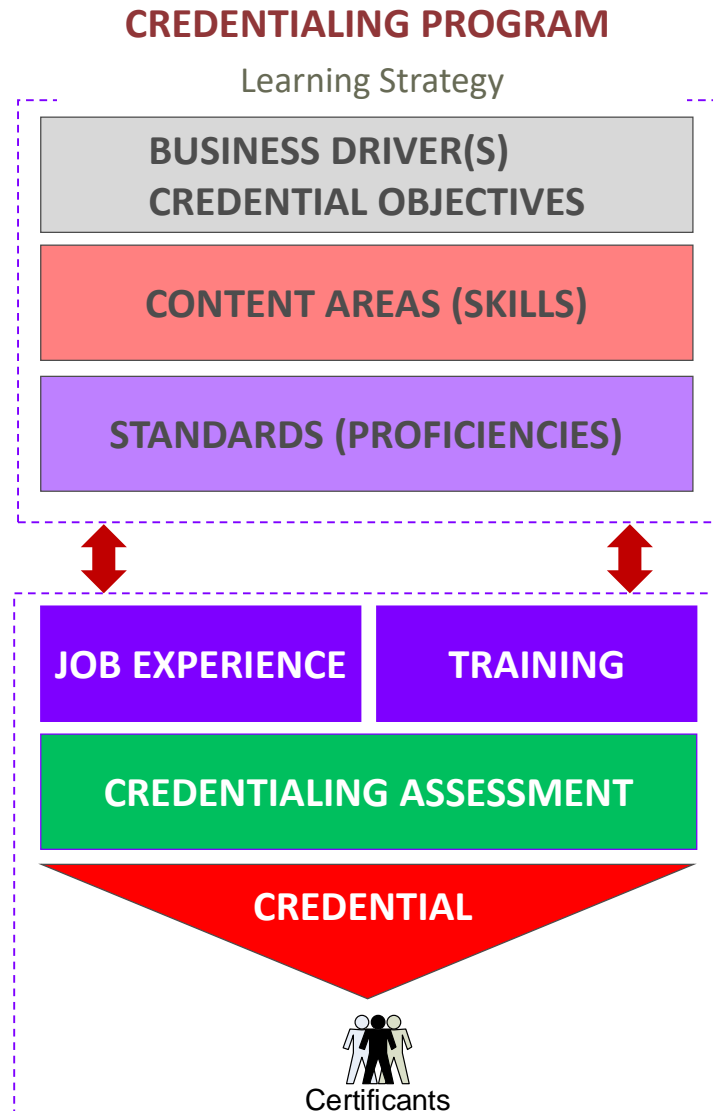 CREDENTIALING PROGRAM
Learning Strategy
BUSINESS DRIVER(S)
CREDENTIAL OBJECTIVES
CONTENT AREAS (SKILLS)
STANDARDS (PROFICIENCIES)
JOB EXPERIENCE
TRAINING
CREDENTIALING ASSESSMENT
CREDENTIAL
Certificants